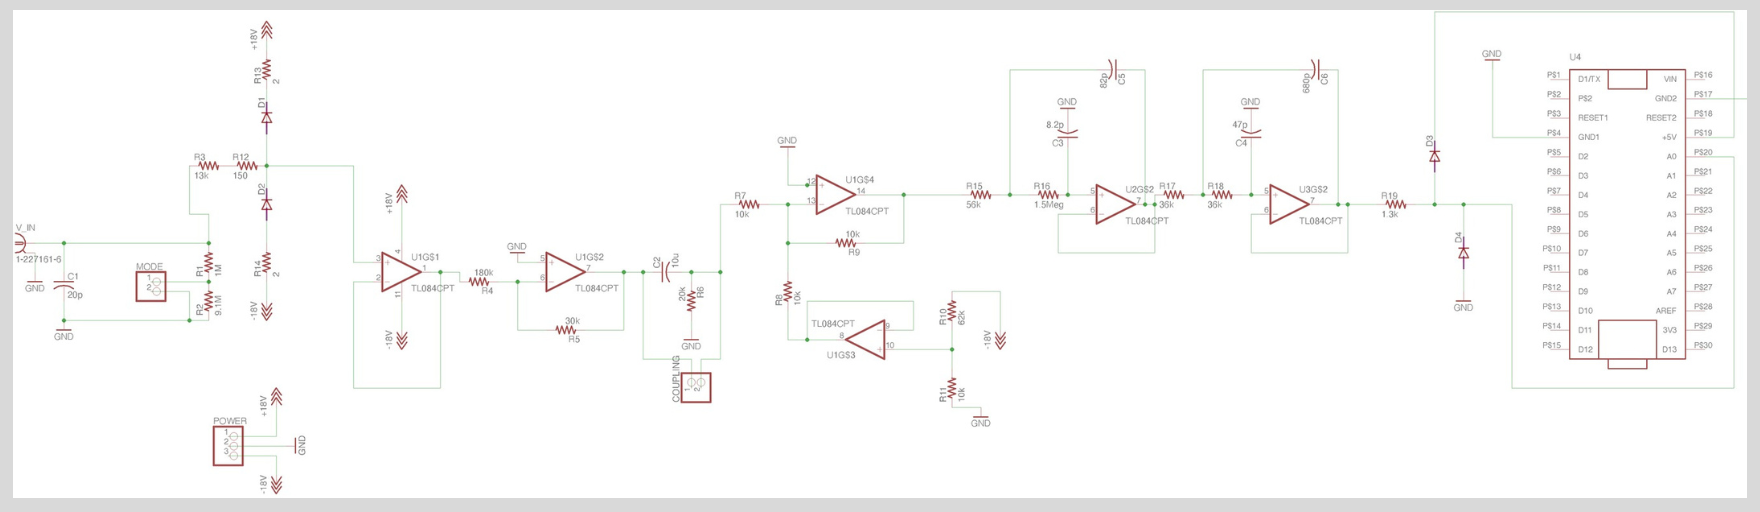 V_IN
1-227161-6
GND
C1
20p
GND
MODE
1
2
R3
13k
R12
150
R1
1M
R2
9.1M
+18V
R13
2
D1
D2
R14
2
-18V
POWER
1
2
3
+18V
GND
-18V
+18V
4
3
2
1
11
U1G$1
TL084CPT
-18V
180k
R4
GND
5
6
7
U1G$2
TL084CPT
30k
R5
C2
10u
20k
R6
GND
COUPLING
1
2
R7
10k
GND
12
13
14
U1G$4
TL084CPT
10k
R9
R8
10k
TL084CPT
8
9
10
U1G$3
R10
62k
-18V
R11
10k
GND
R15
56k
R16
1.5Meg
GND
8.2p
C3
82p
C5
5
6
7
U2G$2
TL084CPT
R17
36k
R18
36k
GND
47p
C4
680p
C6
5
6
7
U3G$2
TL084CPT
R19
1.3k
D3
D4
GND
GND
U4
P$1 D1/TX VIN P$16
P$2 P$2 GND2 P$17
P$3 RESET1 RESET2 P$18
P$4 GND1 +5V P$19
P$5 D2 A0 P$20
P$6 D3 A1 P$21
P$7 D4 A2 P$22
P$8 D5 A3 P$23
P$9 D6 A4 P$24
P$10 D7 A5 P$25
P$11 D8 A6 P$26
P$12 D9 A7 P$27
P$13 D10 AREF P$28
P$14 D11 3V3 P$29
P$15 D12 D13 P$30